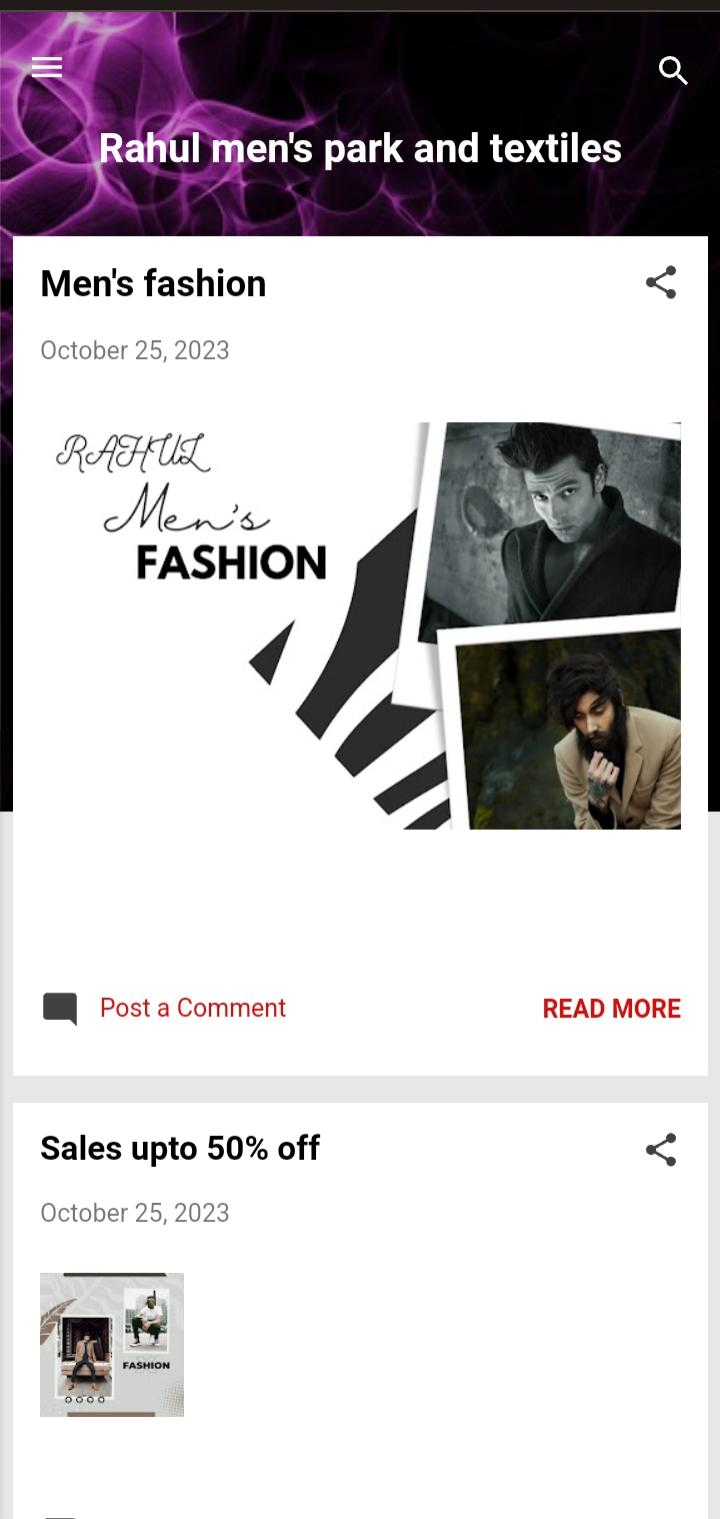 Rahul men's park and textiles
Men's fashion
October 25, 2023
RAHUL
Men's
FASHION
Post a Comment
READ MORE
Sales upto 50% off
October 25, 2023
FASHION